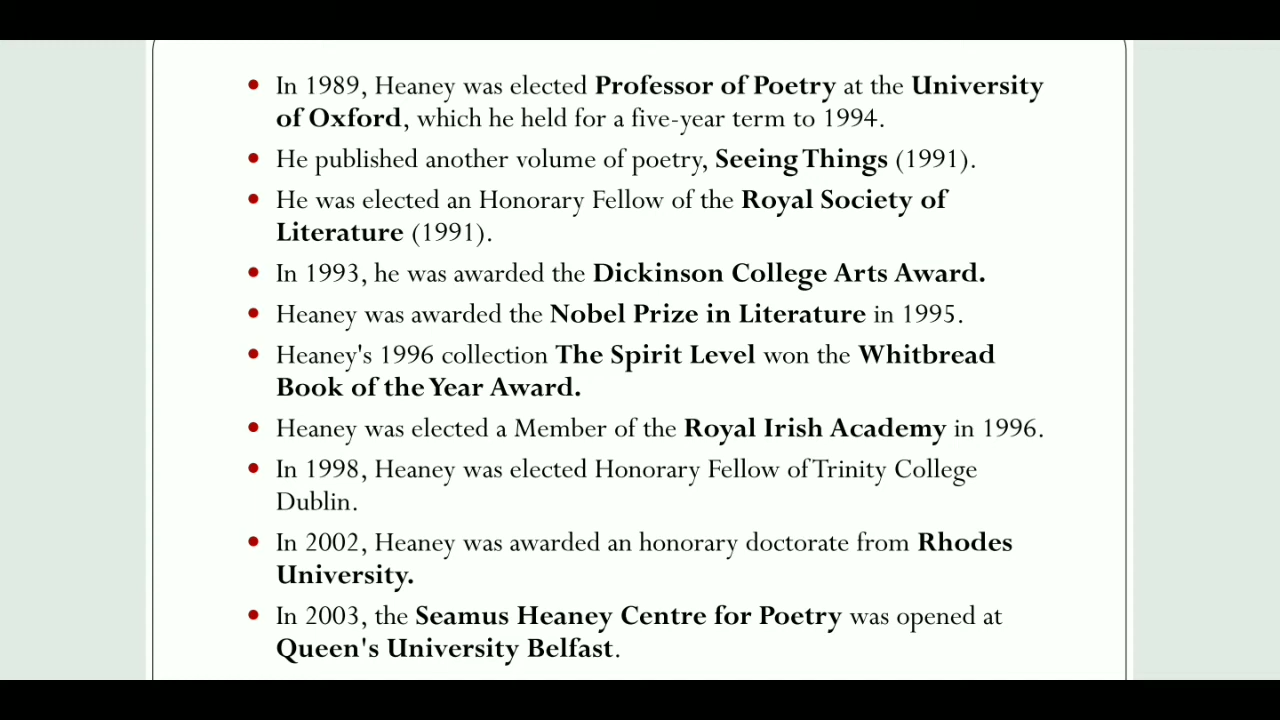 • In 1989, Heaney was elected Professor of Poetry at the University
of Oxford, which he held for a five-year term to 1994.
• He published another volume of poetry, Seeing Things (1991).
• He was elected an Honorary Fellow of the Royal Society of
Literature (1991).
• In 1993, he was awarded the Dickinson College Arts Award.
• Heaney was awarded the Nobel Prize in Literature in 1995.
• Heaney's 1996 collection The Spirit Level won the Whitbread
Book of the Year Award.
• Heaney was elected a Member of the Royal Irish Academy in 1996.
• In 1998, Heaney was elected Honorary Fellow of Trinity College
Dublin.
• In 2002, Heaney was awarded an honorary doctorate from Rhodes
University.
• In 2003, the Seamus Heaney Centre for Poetry was opened at
Queen's University Belfast.